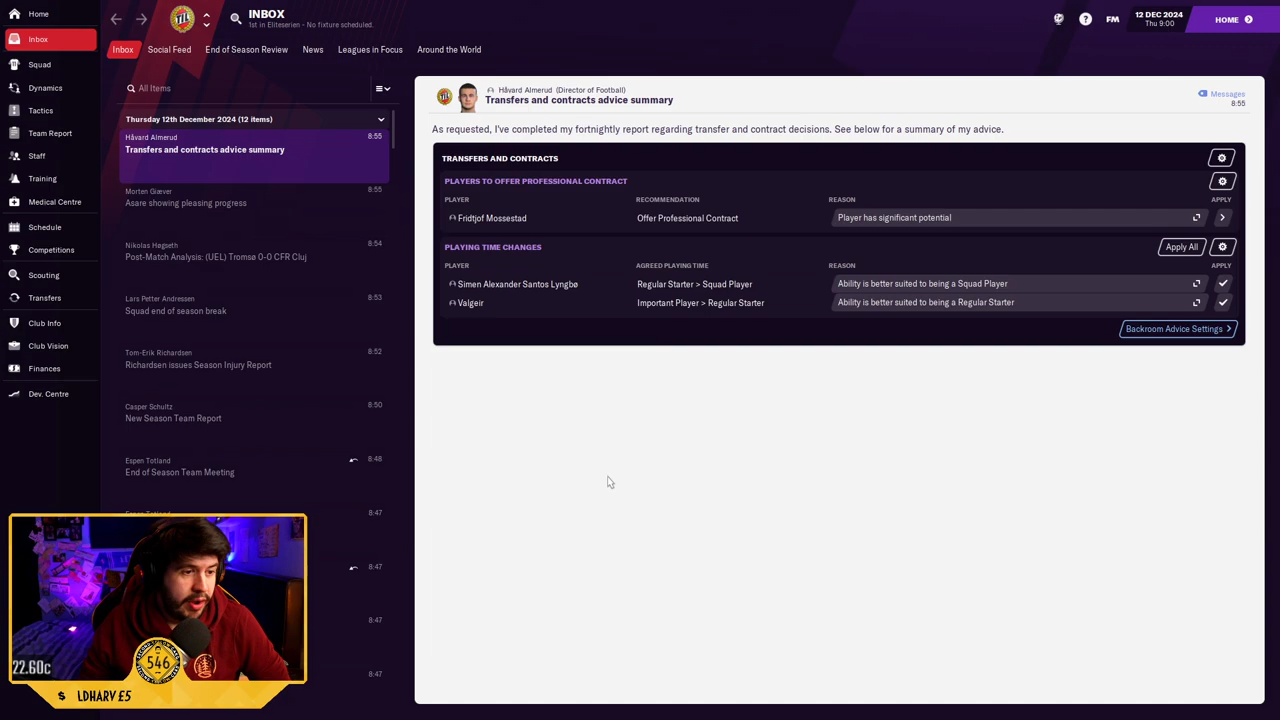 Home
Inbox
Squad
Dynamics
Tactics
Team Report
Staff
Training
Medical Centre
Schedule
Competitions
Scouting
Transfers
Club Info
Club Vision
Finances
Dev. Centre
TIL
INBOX
1st in Eliteserien - No fixture scheduled.
FM
12 DEC 2024
Thu 9:00
HOME
Inbox
Social Feed
End of Season Review
News
Leagues in Focus
Around the World
All Items
Thursday 12th December 2024 (12 items)
Håvard Almerud 8:55
Transfers and contracts advice summary
Morten Giæver 8:55
Asare showing pleasing progress
Nikolas Høgseth 8:54
Post-Match Analysis: (UEL) Tromsø 0-0 CFR Cluj
Lars Petter Andressen 8:53
Squad end of season break
Tom-Erik Richardsen 8:52
Richardsen issues Season Injury Report
Casper Schultz 8:50
New Season Team Report
Espen Totland 8:48
End of Season Team Meeting
8:47
8:47
8:47
8:47
Håvard Almerud (Director of Football)
Transfers and contracts advice summary
Messages
8:55
As requested, I've completed my fortnightly report regarding transfer and contract decisions. See below for a summary of my advice.
TRANSFERS AND CONTRACTS
PLAYERS TO OFFER PROFESSIONAL CONTRACT
PLAYER RECOMMENDATION REASON APPLY
Fridtjof Mossestad Offer Professional Contract Player has significant potential
PLAYING TIME CHANGES Apply All
PLAYER AGREED PLAYING TIME REASON APPLY
Simen Alexander Santos Lyngbø Regular Starter > Squad Player Ability is better suited to being a Squad Player
Valgeir Important Player > Regular Starter Ability is better suited to being a Regular Starter
Backroom Advice Settings
22.60c
546
$ LDHARV £5